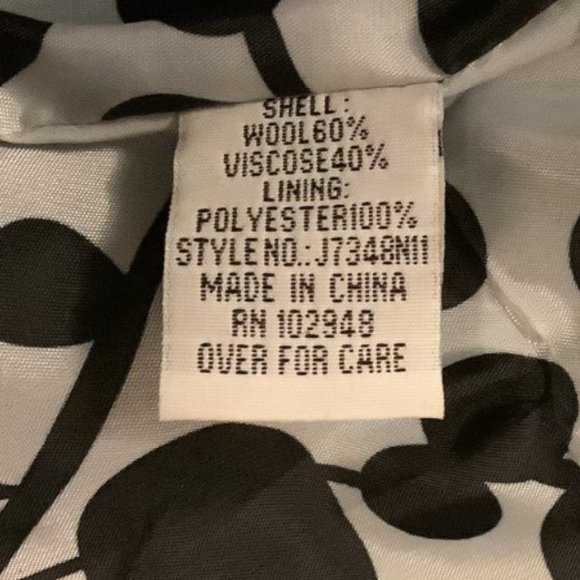 SHELL:
WOOL60%
VISCOSE40%
LINING:
POLYESTER100%
STYLE NO.: J7348N11
MADE IN CHINA
RN 102948
OVER FOR CARE